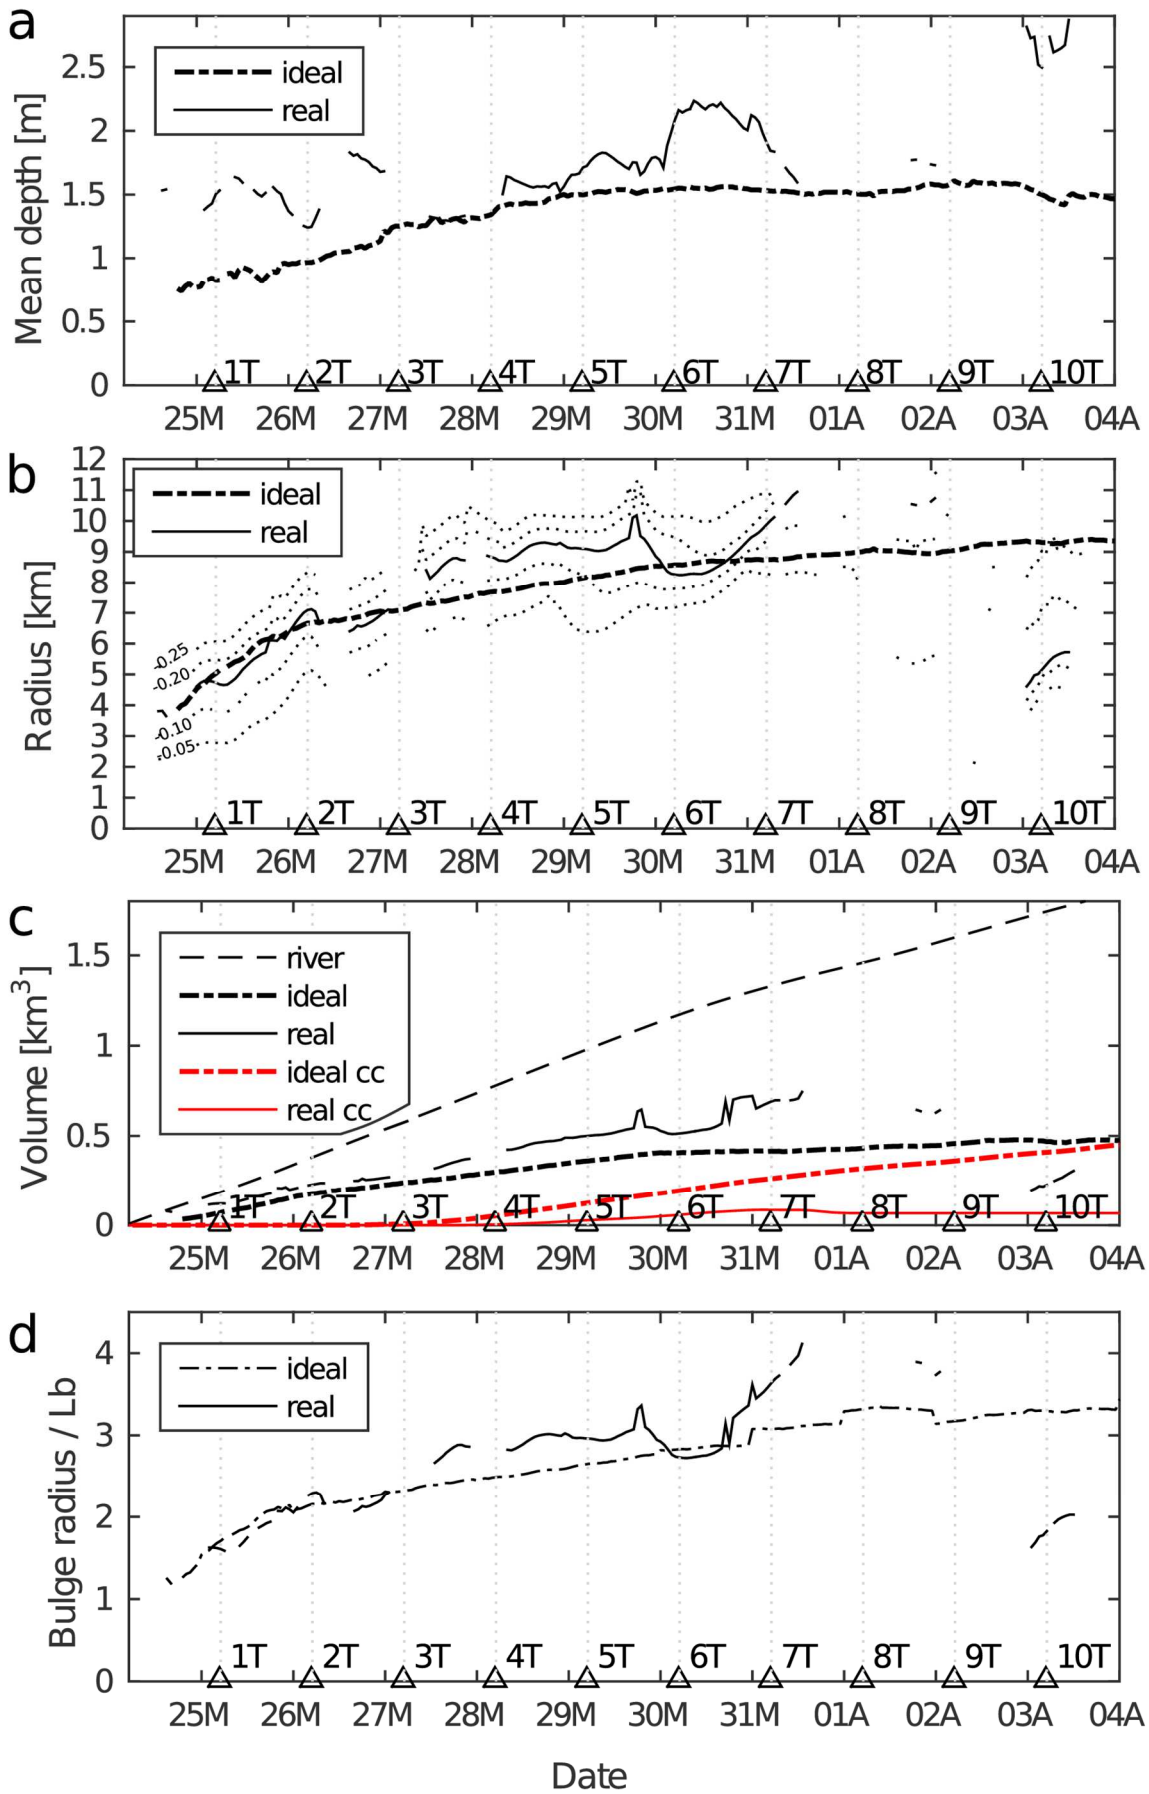 a
Mean depth [m]
2.5
2
1.5
1
0.5
0
ideal
real
1T 2T 3T 4T 5T 6T 7T 8T 9T 10T
25M 26M 27M 28M 29M 30M 31M 01A 02A 03A 04A
b
Radius [km]
12
11
10
9
8
7
6
5
4
3
2
1
0
ideal
real
-0.25
-0.20
-0.10
-0.05
1T 2T 3T 4T 5T 6T 7T 8T 9T 10T
25M 26M 27M 28M 29M 30M 31M 01A 02A 03A 04A
c
Volume [km³]
1.5
1
0.5
0
river
ideal
real
ideal cc
real cc
1T 2T 3T 4T 5T 6T 7T 8T 9T 10T
25M 26M 27M 28M 29M 30M 31M 01A 02A 03A 04A
d
Bulge radius / Lb
4
3
2
1
0
ideal
real
1T 2T 3T 4T 5T 6T 7T 8T 9T 10T
25M 26M 27M 28M 29M 30M 31M 01A 02A 03A 04A
Date